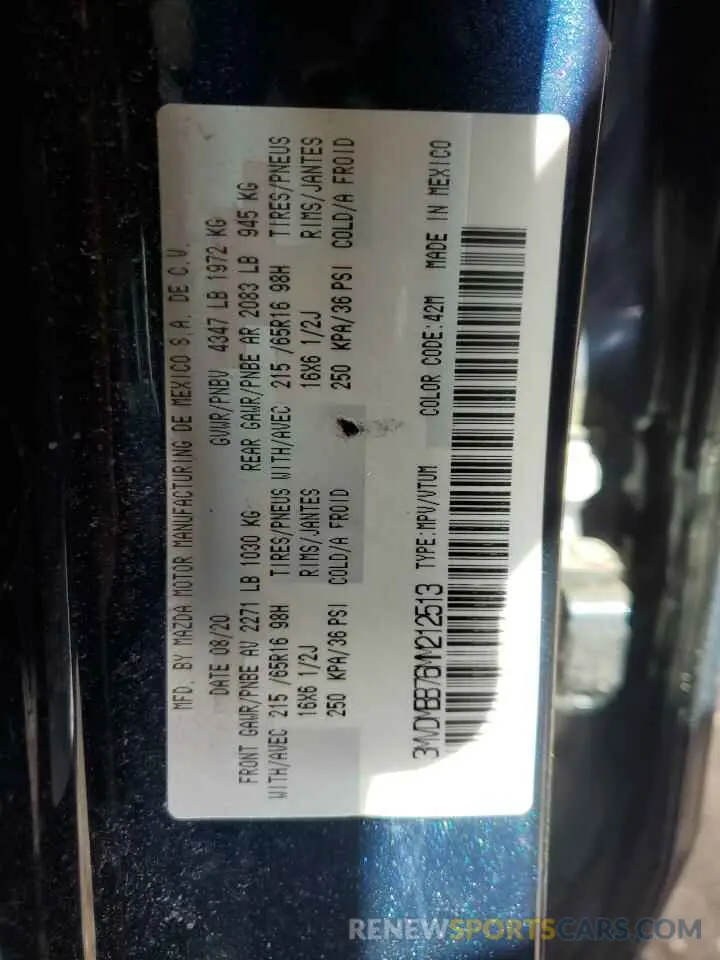 MFD. BY MAZDA MOTOR MANUFACTURING DE MEXICO S.A. DE C.V.
DATE 08/20 GVWR/PNBV 4347 LB 1972 KG
FRONT GAWR/PNBE AV 2271 LB 1030 KG REAR GAWR/PNBE AR 2083 LB 945 KG
WITH/AVEC 215 /65R16 98H TIRES/PNEUS WITH/AVEC 215 /65R16 98H TIRES/PNEUS
16X6 1/2J RIMS/JANTES 16X6 1/2J RIMS/JANTES
250 KPA/36 PSI COLD/A FROID 250 KPA/36 PSI COLD/A FROID
3MVDMBB76MM212513 TYPE:MPV/VTUM COLOR CODE:42M MADE IN MEXICO
RENEWSPORTSCARS.COM